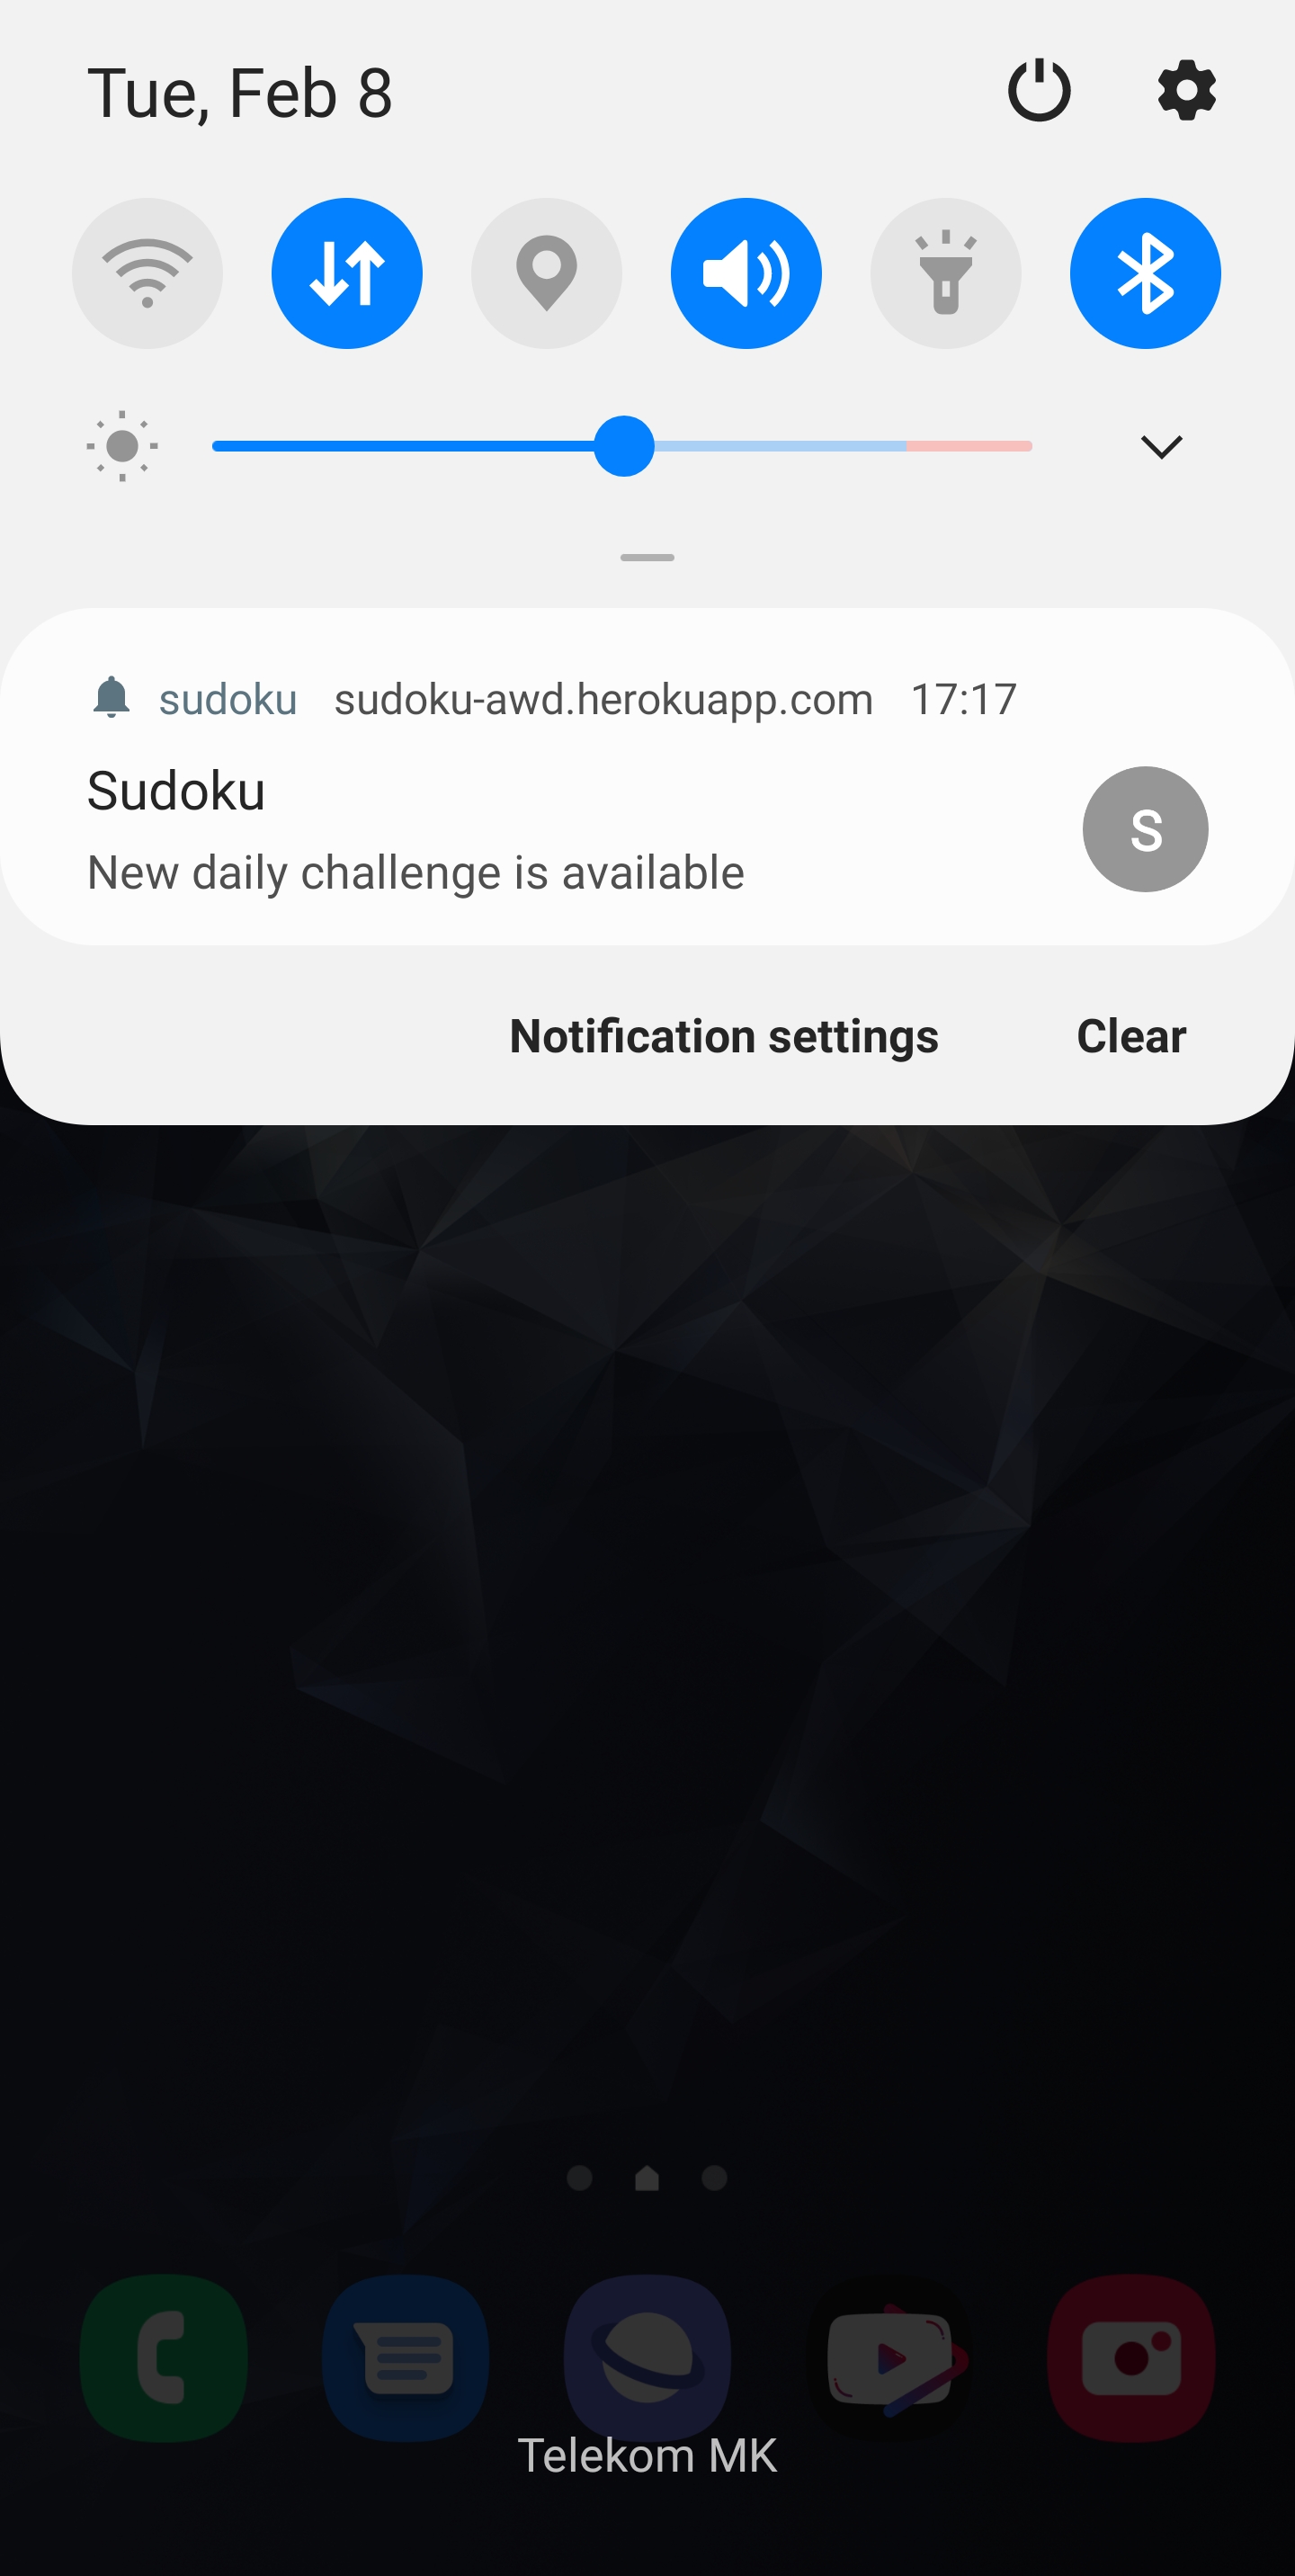 Tue, Feb 8
sudoku sudoku-awd.herokuapp.com 17:17
Sudoku
S
New daily challenge is available
Notification settings Clear
Telekom MK